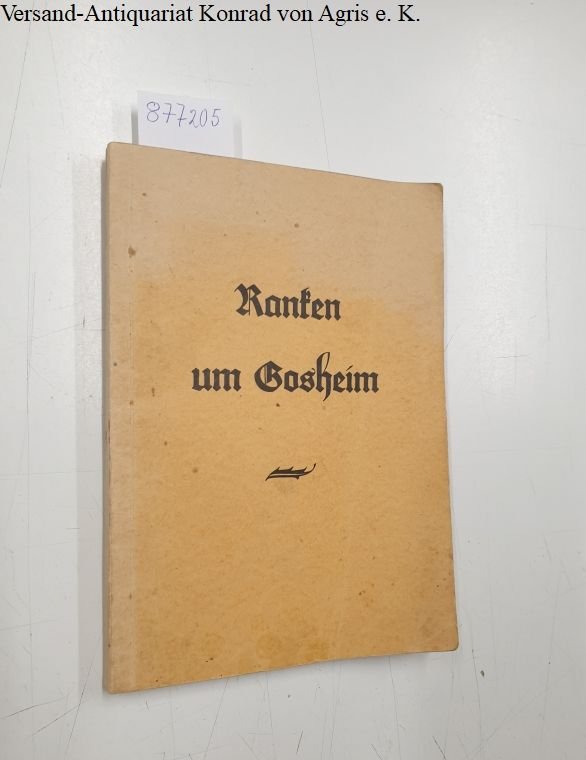 Versand-Antiquariat Konrad von Agris e. K.
877205
Ranken
um Gosheim